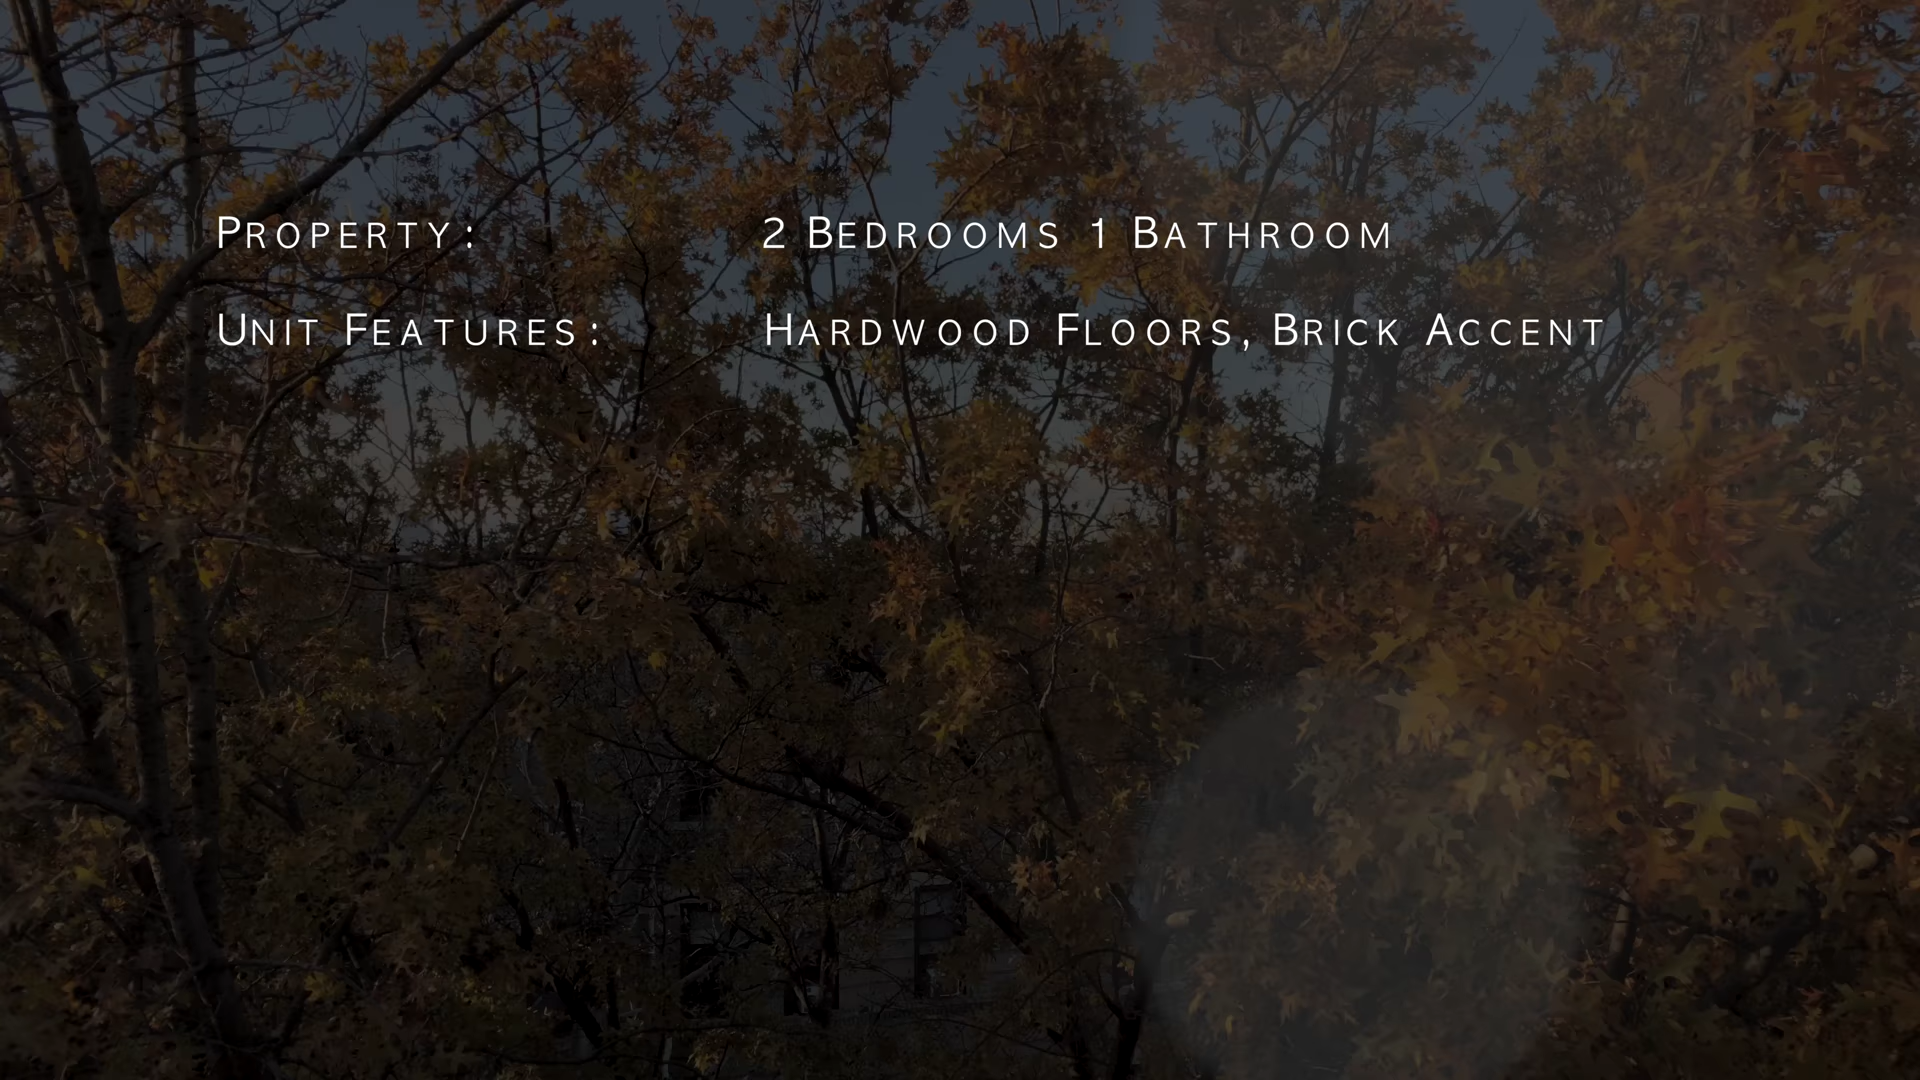 Property: 2 Bedrooms 1 Bathroom
Unit Features: Hardwood Floors, Brick Accent